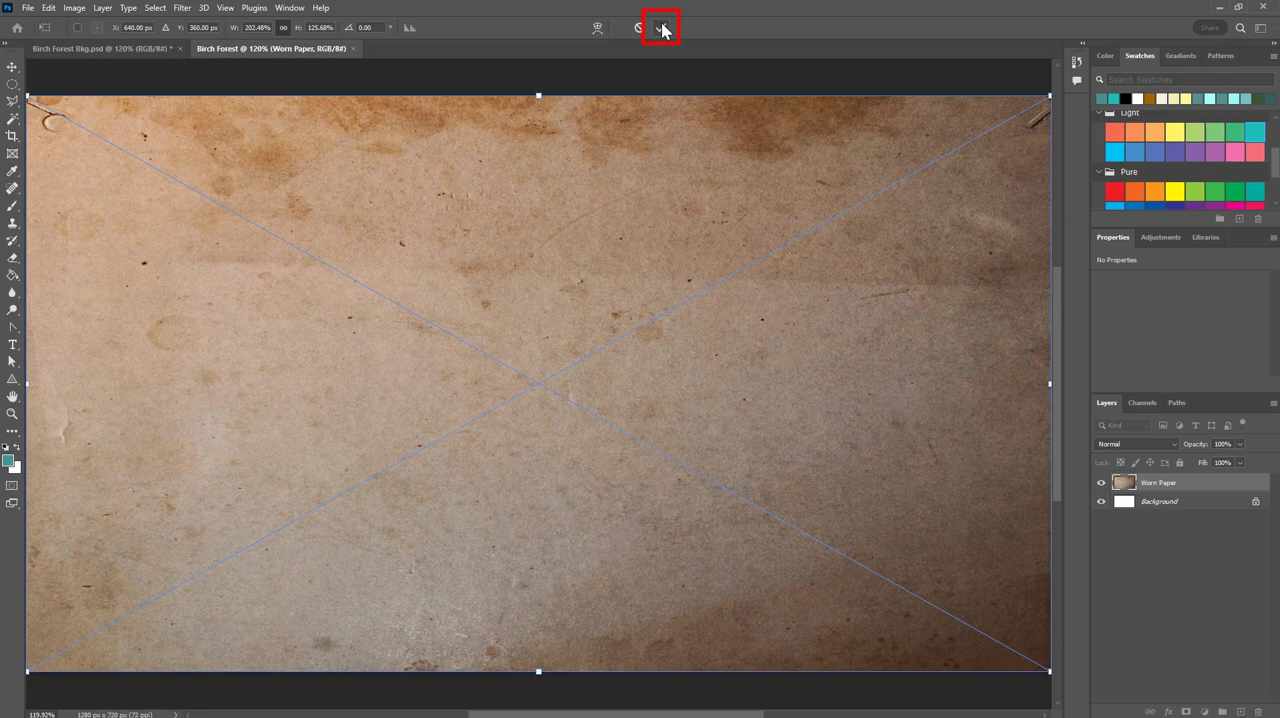 Ps File Edit Image Layer Type Select Filter 3D View Plugins Window Help
X: 640.00 px Y: 360.00 px W: 202.48% H: 125.68% 0.00 ° Share
Birch Forest Bkg.psd @ 120% (RGB/8#) * × Birch Forest @ 120% (Worn Paper, RGB/8#) ×
Color Swatches Gradients Patterns
Search Swatches
Light
Pure
Properties Adjustments Libraries
No Properties
Layers Channels Paths
Kind
Normal Opacity: 100%
Lock: Fill: 100%
Worn Paper
Background
119.92% 1280 px x 720 px (72 ppi)